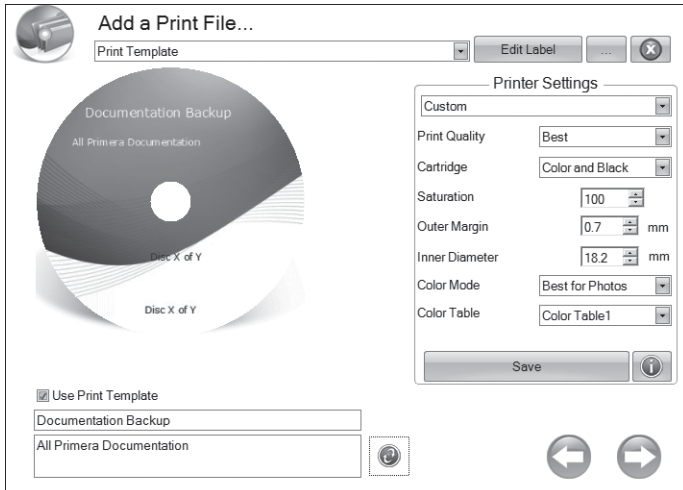 Add a Print File...
Print Template
Edit Label
...
Documentation Backup
All Primera Documentation
Disc X of Y
Disc X of Y
Printer Settings
Custom
Print Quality Best
Cartridge Color and Black
Saturation 100
Outer Margin 0.7 mm
Inner Diameter 18.2 mm
Color Mode Best for Photos
Color Table Color Table1
Save
Use Print Template
Documentation Backup
All Primera Documentation